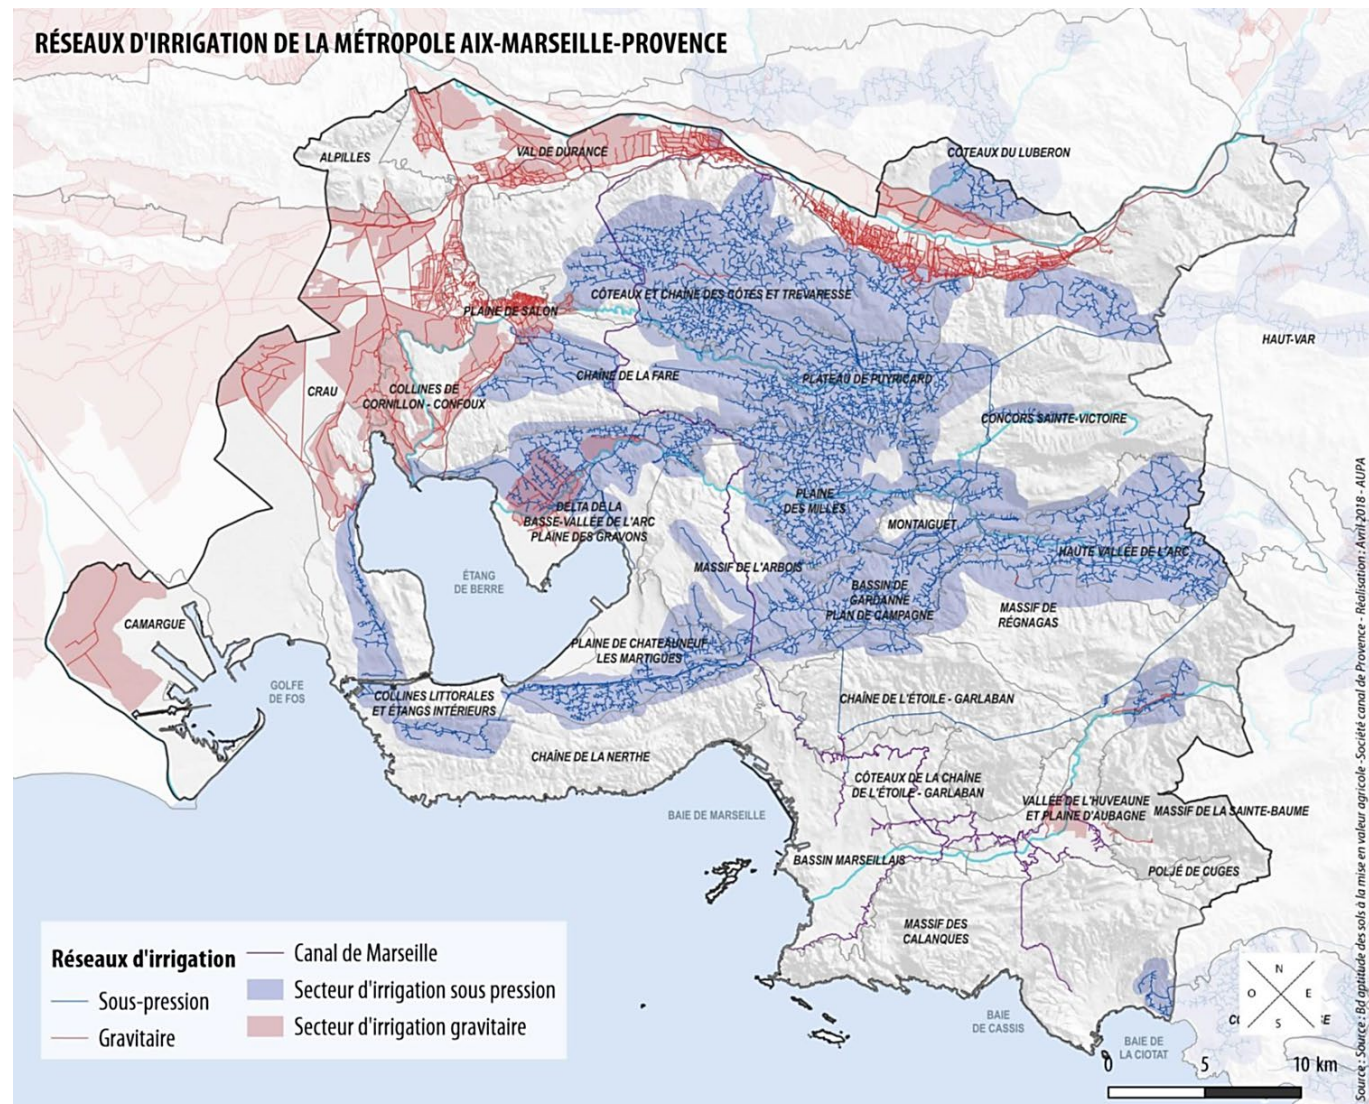 RÉSEAUX D'IRRIGATION DE LA MÉTROPOLE AIX-MARSEILLE-PROVENCE
ALPILLES
VAL DE DURANCE
CÔTEAUX DU LUBERON
CÔTEAUX ET CHAÎNE DES CÔTES ET TREVARESSE
PLAINE DE SALON
HAUT-VAR
CHAÎNE DE LA FARE
PLATEAU DE PUYRICARD
CRAU
COLLINES DE
CORNILLON - CONFOUX
CONCORS SAINTE-VICTOIRE
DELTA DE LA
BASSE-VALLÉE DE L'ARC
PLAINE DES GRAVONS
PLAINE
DES MILLES
MONTAIGUET
HAUTE VALLÉE DE L'ARC
MASSIF DE L'ARBOIS
ÉTANG
DE BERRE
BASSIN DE
GARDANNE
PLAN DE CAMPAGNE
MASSIF DE
RÉGNAGAS
CAMARGUE
PLAINE DE CHATEAUNEUF
LES MARTIGUES
GOLFE
DE FOS
COLLINES LITTORALES
ET ÉTANGS INTÉRIEURS
CHAÎNE DE L'ÉTOILE - GARLABAN
CHAÎNE DE LA NERTHE
CÔTEAUX DE LA CHAÎNE
DE L'ÉTOILE - GARLABAN
VALLÉE DE L'HUVEAUNE
ET PLAINE D'AUBAGNE
MASSIF DE LA SAINTE-BAUME
BAIE DE MARSEILLE
BASSIN MARSEILLAIS
POLJÉ DE CUGES
MASSIF DES
CALANQUES
BAIE
DE CASSIS
BAIE DE
LA CIOTAT
Réseaux d'irrigation
Sous-pression
Gravitaire
Canal de Marseille
Secteur d'irrigation sous pression
Secteur d'irrigation gravitaire
N
O E
S
0 5 10 km
Source : Source : Bd aptitude des sols à la mise en valeur agricole -Société canal de Provence - Réalisation : Avril 2018 - AUPA